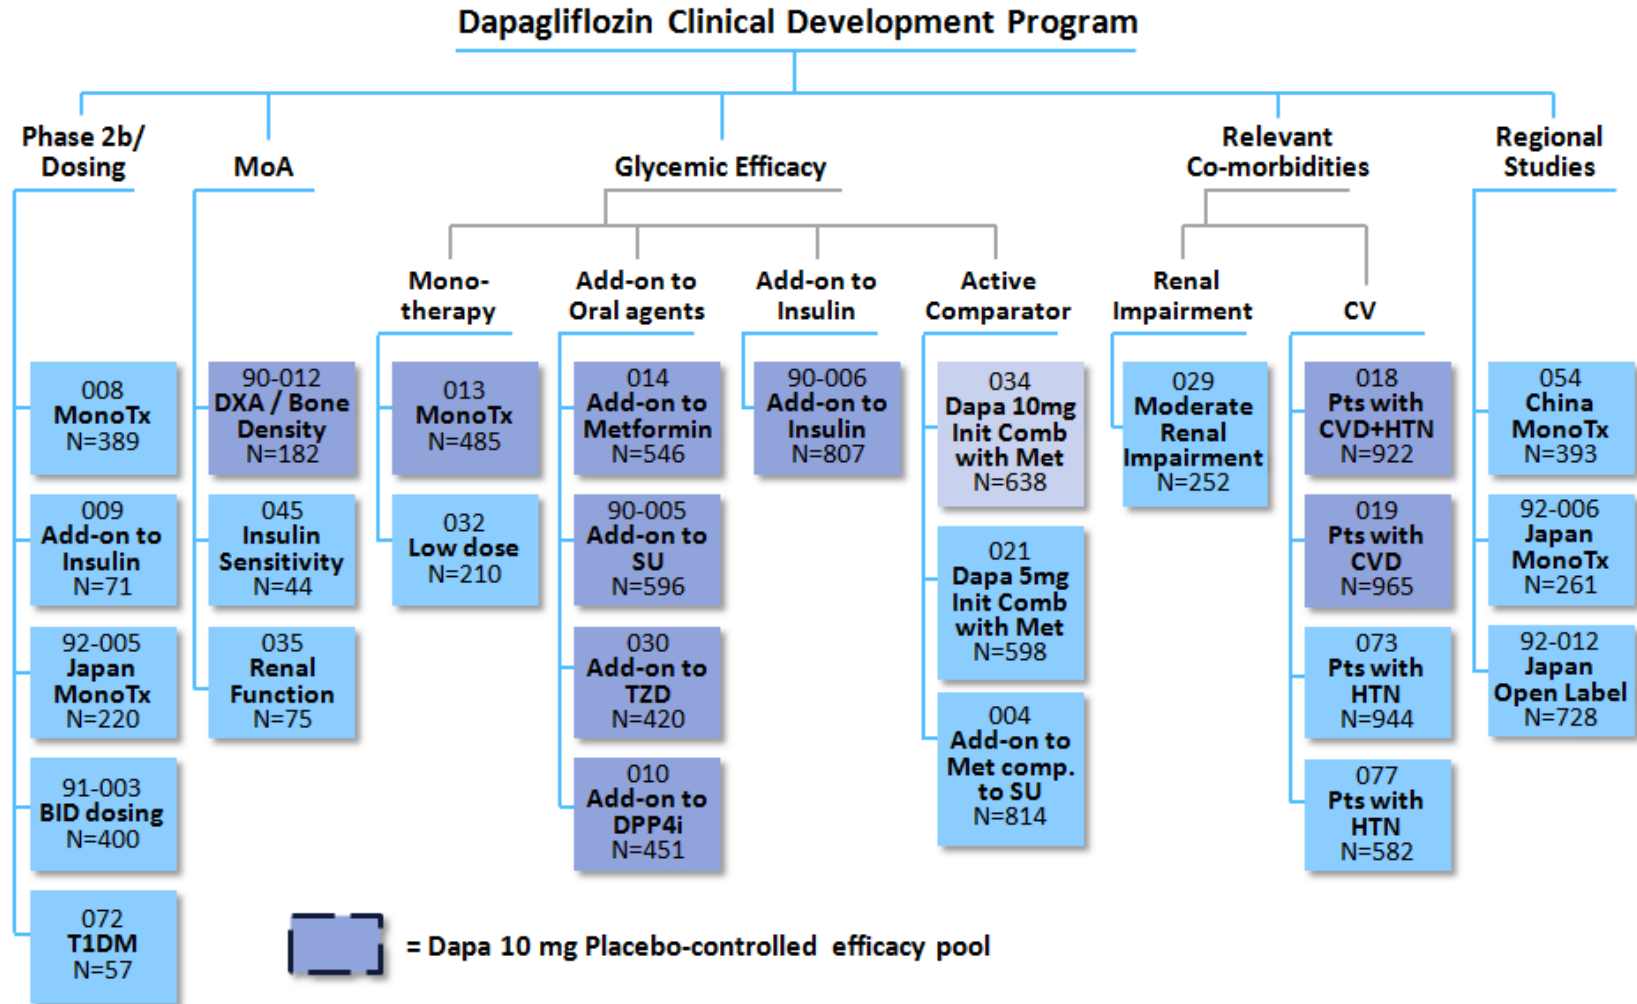 Dapagliflozin Clinical Development Program
Phase 2b/
Dosing
MoA
Glycemic Efficacy
Relevant
Co-morbidities
Regional
Studies
Mono-
therapy
Add-on to
Oral agents
Add-on to
Insulin
Active
Comparator
Renal
Impairment
CV
008
MonoTx
N=389
009
Add-on to
Insulin
N=71
92-005
Japan
MonoTx
N=220
91-003
BID dosing
N=400
072
T1DM
N=57
90-012
DXA / Bone
Density
N=182
045
Insulin
Sensitivity
N=44
035
Renal
Function
N=75
013
MonoTx
N=485
032
Low dose
N=210
014
Add-on to
Metformin
N=546
90-005
Add-on to
SU
N=596
030
Add-on to
TZD
N=420
010
Add-on to
DPP4i
N=451
90-006
Add-on to
Insulin
N=807
034
Dapa 10mg
Init Comb
with Met
N=638
021
Dapa 5mg
Init Comb
with Met
N=598
004
Add-on to
Met comp.
to SU
N=814
029
Moderate
Renal
Impairment
N=252
018
Pts with
CVD+HTN
N=922
019
Pts with
CVD
N=965
073
Pts with
HTN
N=944
077
Pts with
HTN
N=582
054
China
MonoTx
N=393
92-006
Japan
MonoTx
N=261
92-012
Japan
Open Label
N=728
= Dapa 10 mg Placebo-controlled efficacy pool